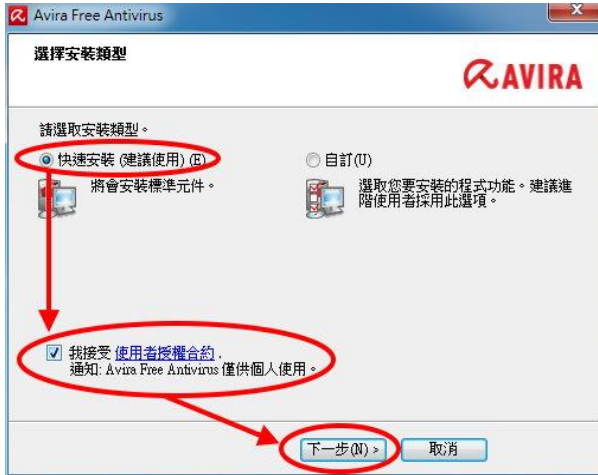 Avira Free Antivirus
選擇安裝類型
AVIRA
請選取安裝類型。
快速安裝 (建議使用) (E)
將會安裝標準元件。
自訂(U)
選取您要安裝的程式功能。建議進
階使用者採用此選項。
我接受 使用者授權合約 .
通知: Avira Free Antivirus 僅供個人使用。
下一步(N) >
取消